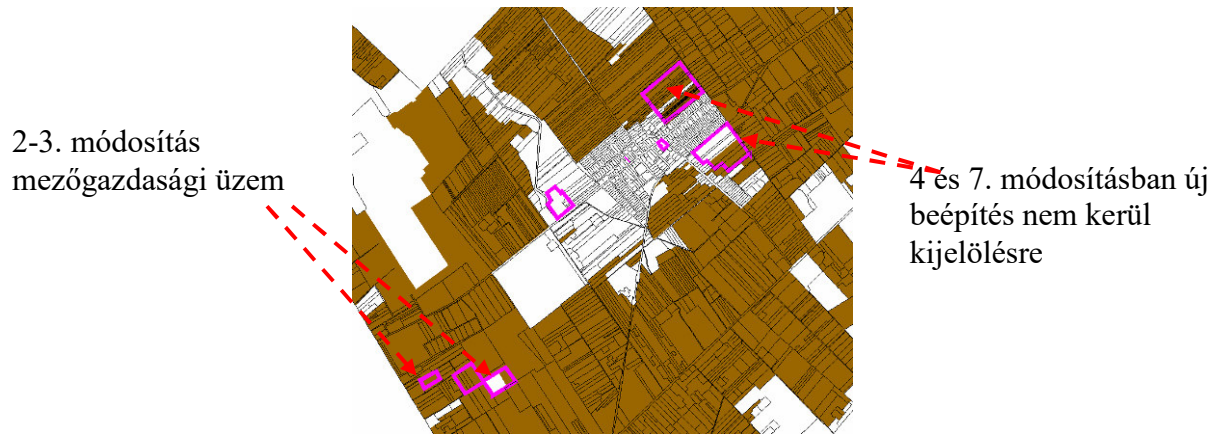 2-3. módosítás
mezőgazdasági üzem
4 és 7. módosításban új
beépítés nem kerül
kijelölésre